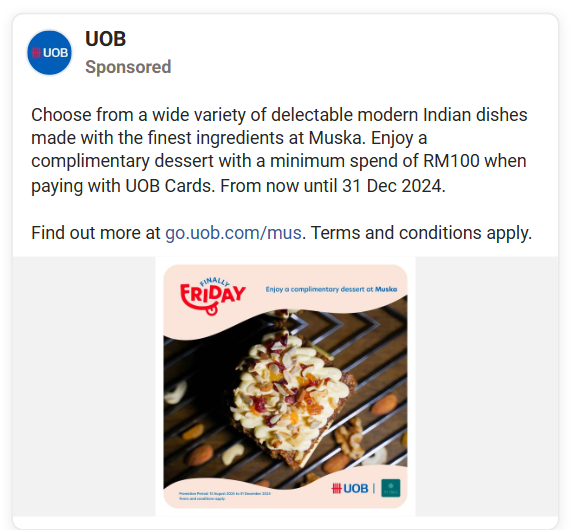 UOB
UOB
Sponsored
Choose from a wide variety of delectable modern Indian dishes
made with the finest ingredients at Muska. Enjoy a
complimentary dessert with a minimum spend of RM100 when
paying with UOB Cards. From now until 31 Dec 2024.
Find out more at go.uob.com/mus. Terms and conditions apply.
FINALLY
FRIDAY
Enjoy a complimentary dessert at Muska
Promotion Period: 15 August 2024 to 31 December 2024
Terms and conditions apply.
UOB